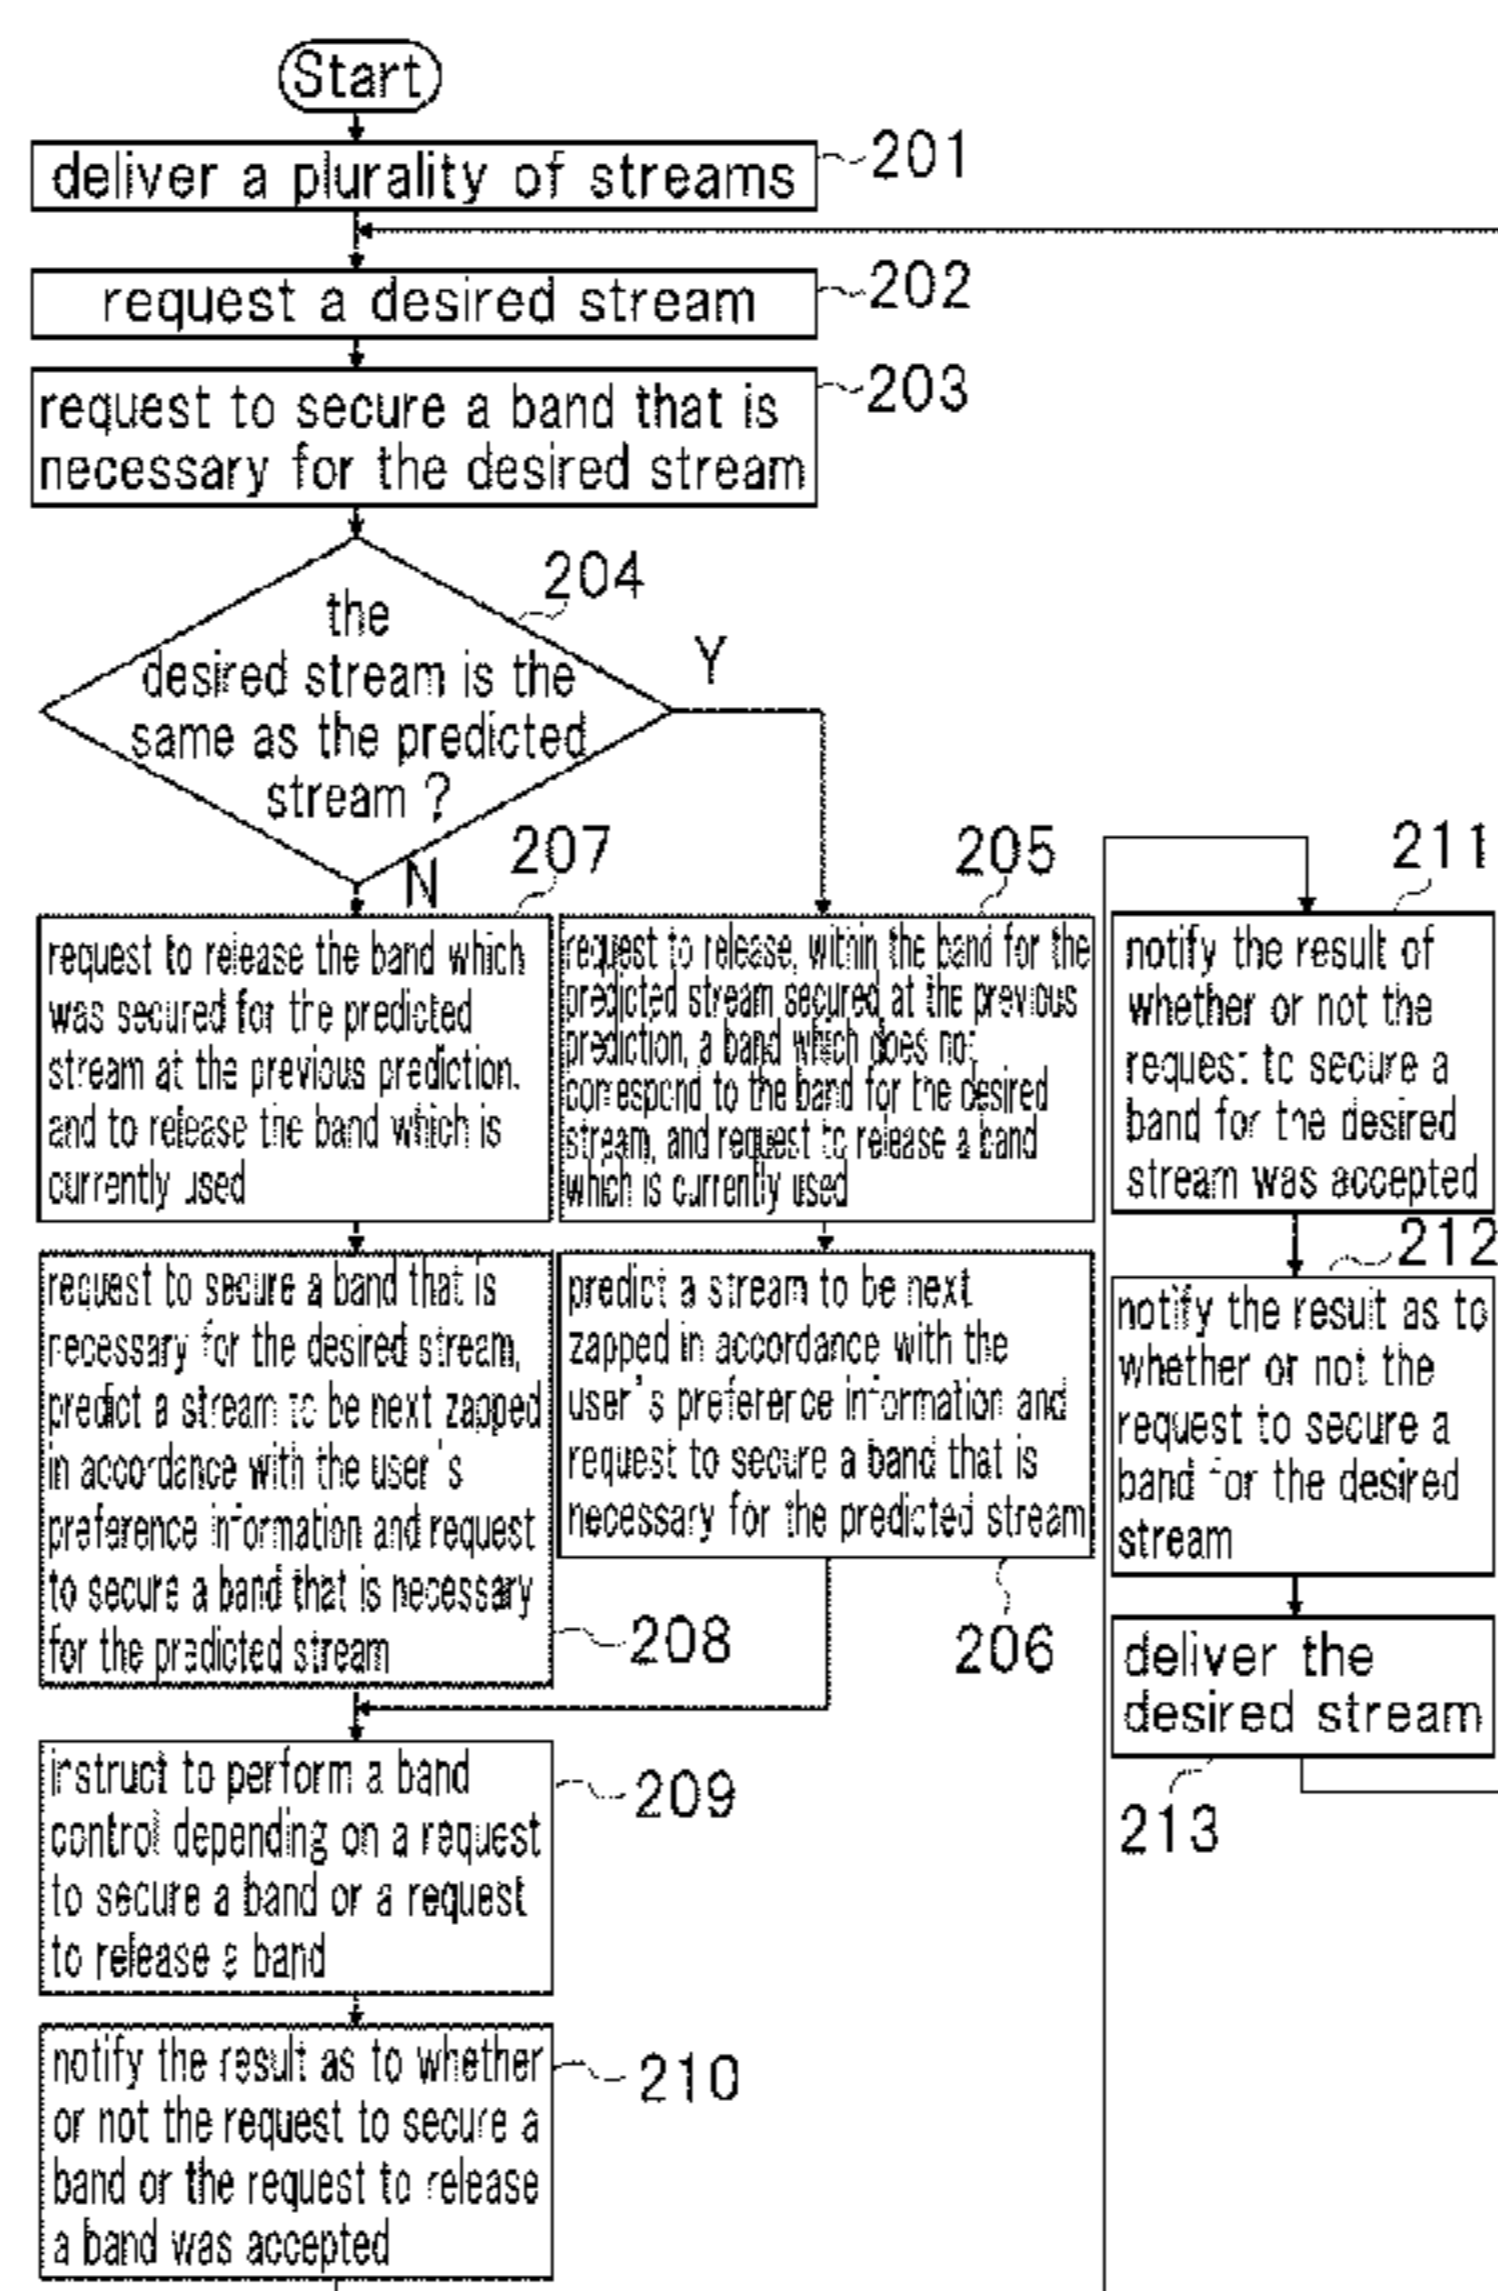 Start
deliver a plurality of streams
201
request a desired stream
202
request to secure a band that is
necessary for the desired stream
203
204
the
desired stream is the
same as the predicted
stream ?
Y
N
207
request to release the band which
was secured for the predicted
stream at the previous prediction,
and to release the band which is
currently used
205
request to release, within the band for the
predicted stream secured at the previous
prediction, a band which does not
correspond to the band for the desired
stream, and request to release a band
which is currently used
request to secure a band that is
necessary for the desired stream,
predict a stream to be next zapped
in accordance with the user's
preference information and request
to secure a band that is necessary
for the predicted stream
208
predict a stream to be next
zapped in accordance with the
user's preference information and
request to secure a band that is
necessary for the predicted stream
206
instruct to perform a band
control depending on a request
to secure a band or a request
to release a band
209
notify the result as to whether
or not the request to secure a
band or the request to release
a band was accepted
210
211
notify the result of
whether or not the
request to secure a
band for the desired
stream was accepted
212
notify the result as to
whether or not the
request to secure a
band for the desired
stream
deliver the
desired stream
213